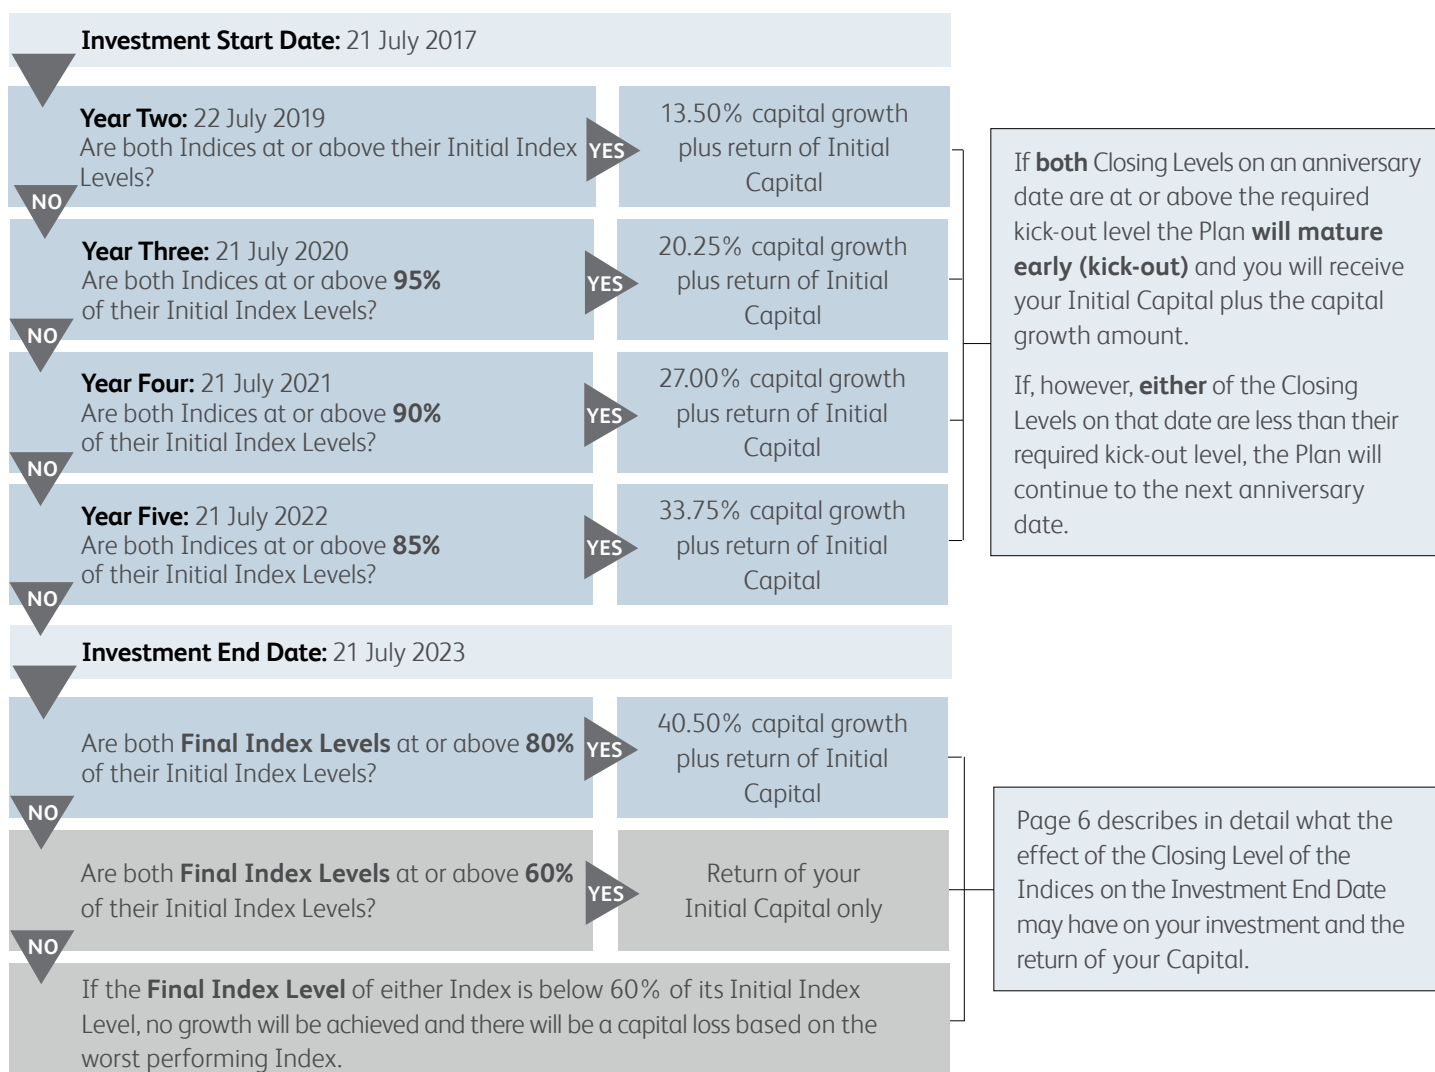 Investment Start Date: 21 July 2017
Year Two: 22 July 2019
Are both Indices at or above their Initial Index
Levels?
YES
13.50% capital growth
plus return of Initial
Capital
NO
Year Three: 21 July 2020
Are both Indices at or above 95%
of their Initial Index Levels?
YES
20.25% capital growth
plus return of Initial
Capital
NO
Year Four: 21 July 2021
Are both Indices at or above 90%
of their Initial Index Levels?
YES
27.00% capital growth
plus return of Initial
Capital
NO
Year Five: 21 July 2022
Are both Indices at or above 85%
of their Initial Index Levels?
YES
33.75% capital growth
plus return of Initial
Capital
NO
If both Closing Levels on an anniversary
date are at or above the required
kick-out level the Plan will mature
early (kick-out) and you will receive
your Initial Capital plus the capital
growth amount.
If, however, either of the Closing
Levels on that date are less than their
required kick-out level, the Plan will
continue to the next anniversary
date.
Investment End Date: 21 July 2023
Are both Final Index Levels at or above 80%
of their Initial Index Levels?
YES
40.50% capital growth
plus return of Initial
Capital
NO
Are both Final Index Levels at or above 60%
of their Initial Index Levels?
YES
Return of your
Initial Capital only
NO
If the Final Index Level of either Index is below 60% of its Initial Index
Level, no growth will be achieved and there will be a capital loss based on the
worst performing Index.
Page 6 describes in detail what the
effect of the Closing Level of the
Indices on the Investment End Date
may have on your investment and the
return of your Capital.